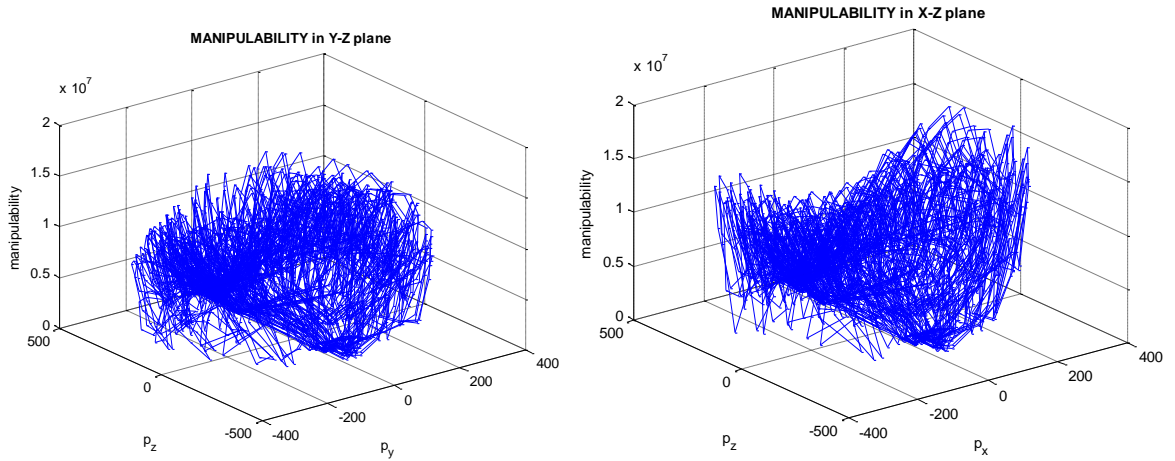 MANIPULABILITY in Y-Z plane
x 10^7
2
1.5
1
0.5
0
manipulability
500
0
-500
p_z
-400
-200
0
200
400
p_y
MANIPULABILITY in X-Z plane
x 10^7
2
1.5
1
0.5
0
manipulability
500
0
-500
p_z
-400
-200
0
200
400
p_x